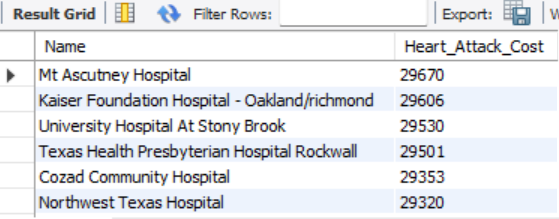 Result Grid Filter Rows: Export:
Name Heart_Attack_Cost
Mt Ascutney Hospital 29670
Kaiser Foundation Hospital - Oakland/richmond 29606
University Hospital At Stony Brook 29530
Texas Health Presbyterian Hospital Rockwall 29501
Cozad Community Hospital 29353
Northwest Texas Hospital 29320